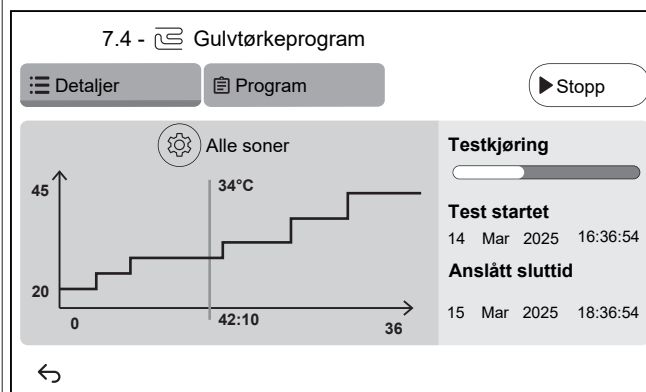 7.4 - Gulvtørkeprogram
Detaljer
Program
Stopp
Alle soner
45
34°C
20
0
42:10
36
Testkjøring
Test startet
14 Mar 2025 16:36:54
Anslått sluttid
15 Mar 2025 18:36:54